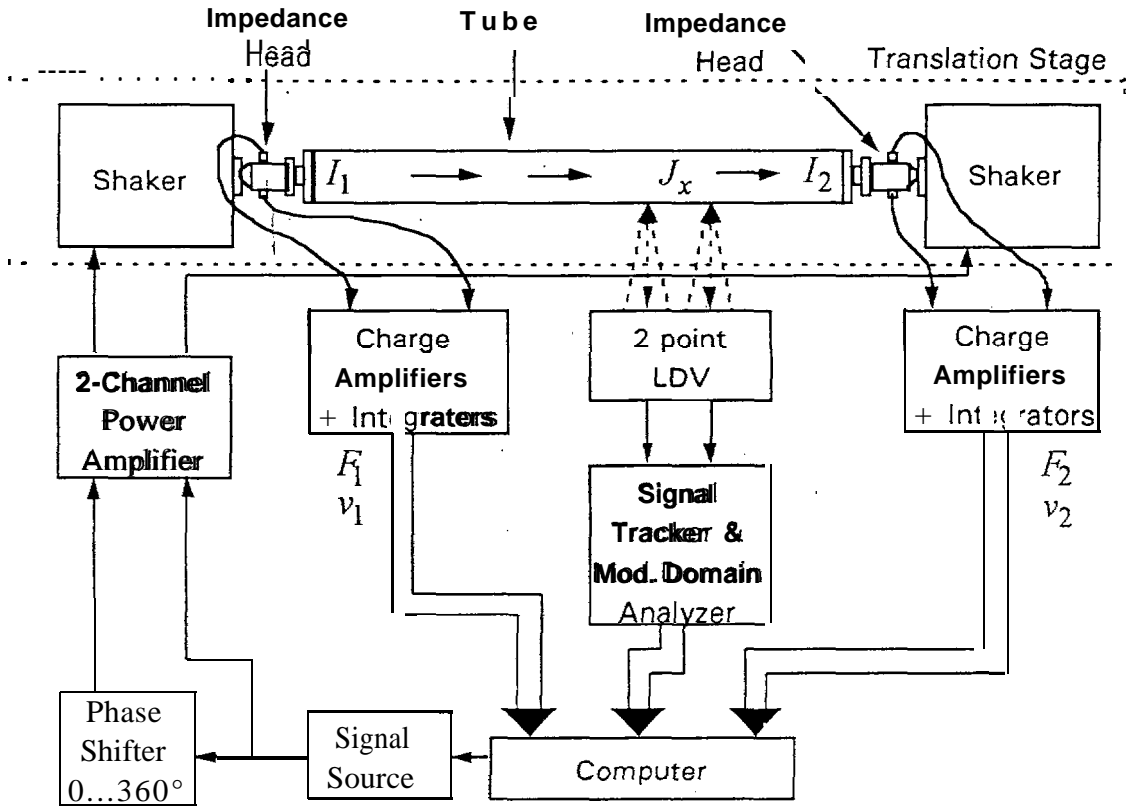 Impedance
Head
Tube
Impedance
Head
Translation Stage
Shaker
I1
Jx
I2
Shaker
2-Channel
Power
Amplifier
Charge
Amplifiers
+ Integrators
F1
v1
2 point
LDV
Signal
Tracker &
Mod. Domain
Analyzer
Charge
Amplifiers
+ Integrators
F2
v2
Phase
Shifter
0...360°
Signal
Source
Computer